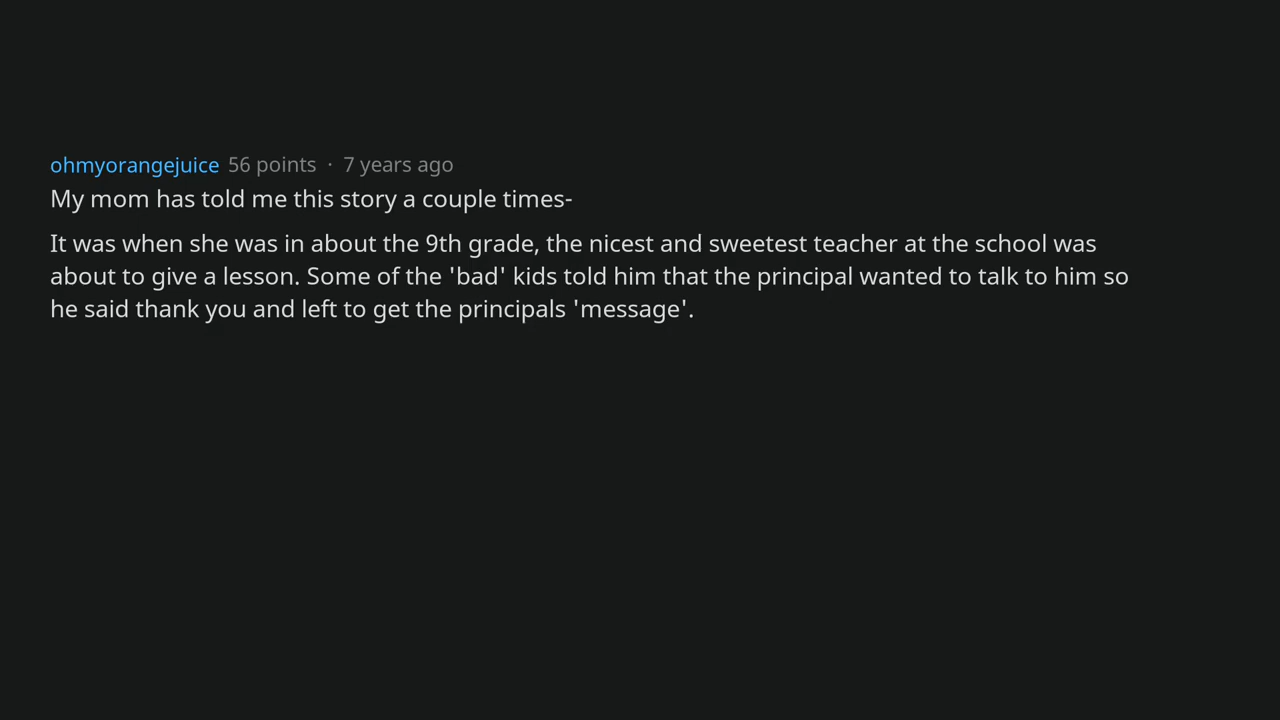 ohmyorangejuice 56 points · 7 years ago
My mom has told me this story a couple times-
It was when she was in about the 9th grade, the nicest and sweetest teacher at the school was
about to give a lesson. Some of the 'bad' kids told him that the principal wanted to talk to him so
he said thank you and left to get the principals 'message'.